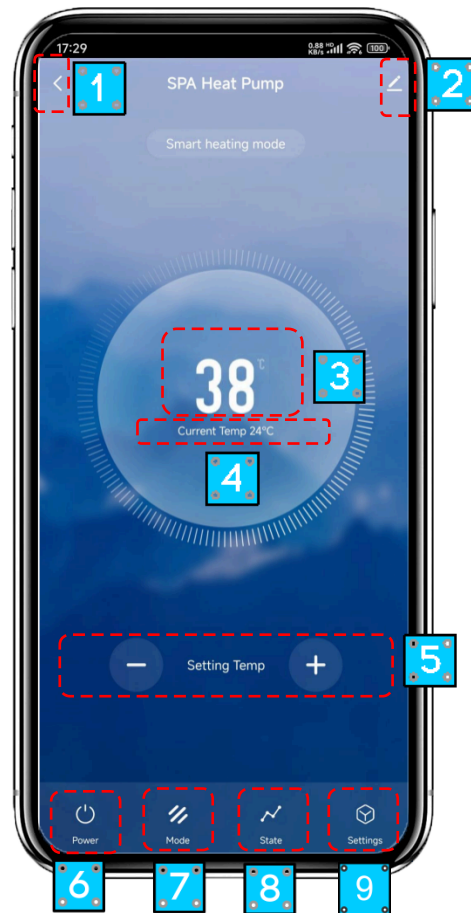 17:29
0.88 KB/s HD 100
1
SPA Heat Pump
2
Smart heating mode
38 °C
3
Current Temp 24°C
4
− Setting Temp +
5
Power
Mode
State
Settings
6
7
8
9